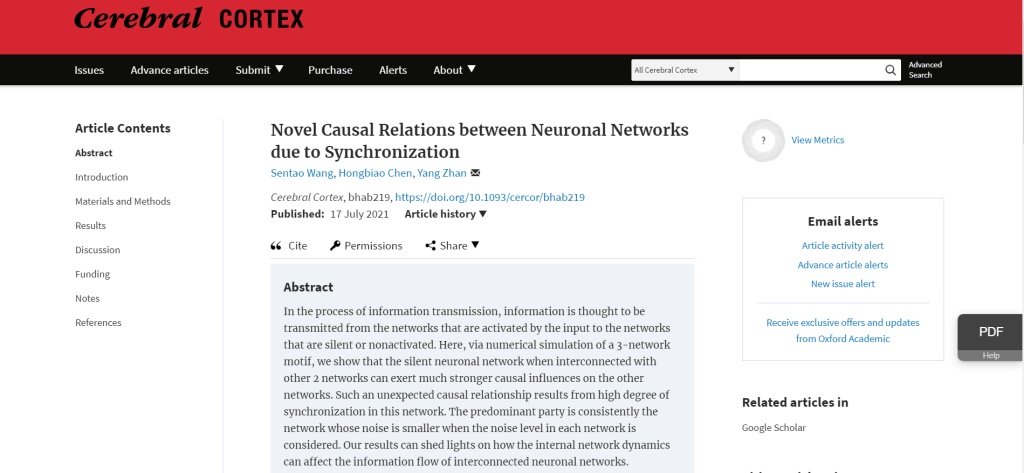 Cerebral CORTEX
Issues Advance articles Submit ▼ Purchase Alerts About ▼
All Cerebral Cortex ▼
Advanced
Search
Article Contents
Abstract
Introduction
Materials and Methods
Results
Discussion
Funding
Notes
References
Novel Causal Relations between Neuronal Networks
due to Synchronization
Sentao Wang, Hongbiao Chen, Yang Zhan
Cerebral Cortex, bhab219, https://doi.org/10.1093/cercor/bhab219
Published: 17 July 2021 Article history ▼
Cite Permissions Share ▼
Abstract
In the process of information transmission, information is thought to be
transmitted from the networks that are activated by the input to the networks
that are silent or nonactivated. Here, via numerical simulation of a 3-network
motif, we show that the silent neuronal network when interconnected with
other 2 networks can exert much stronger causal influences on the other
networks. Such an unexpected causal relationship results from high degree of
synchronization in this network. The predominant party is consistently the
network whose noise is smaller when the noise level in each network is
considered. Our results can shed lights on how the internal network dynamics
can affect the information flow of interconnected neuronal networks.
?
View Metrics
Email alerts
Article activity alert
Advance article alerts
New issue alert
Receive exclusive offers and updates
from Oxford Academic
PDF
Help
Related articles in
Google Scholar